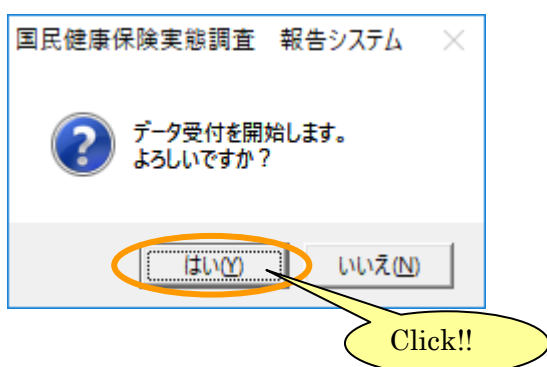 国民健康保険実態調査　報告システム
データ受付を開始します。
よろしいですか？
はい(Y)
いいえ(N)
Click!!